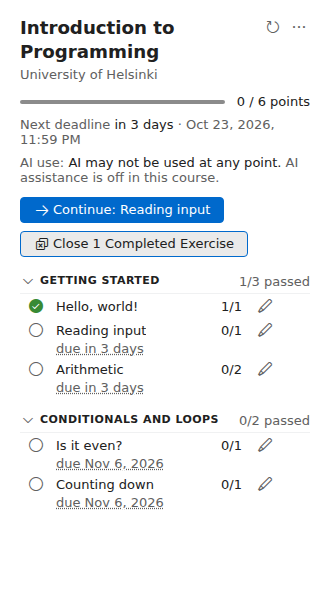 Introduction to
Programming
University of Helsinki
0 / 6 points
Next deadline in 3 days · Oct 23, 2026,
11:59 PM
AI use: AI may not be used at any point. AI
assistance is off in this course.
Continue: Reading input
Close 1 Completed Exercise
GETTING STARTED 1/3 passed
Hello, world! 1/1
Reading input 0/1
due in 3 days
Arithmetic 0/2
due in 3 days
CONDITIONALS AND LOOPS 0/2 passed
Is it even? 0/1
due Nov 6, 2026
Counting down 0/1
due Nov 6, 2026